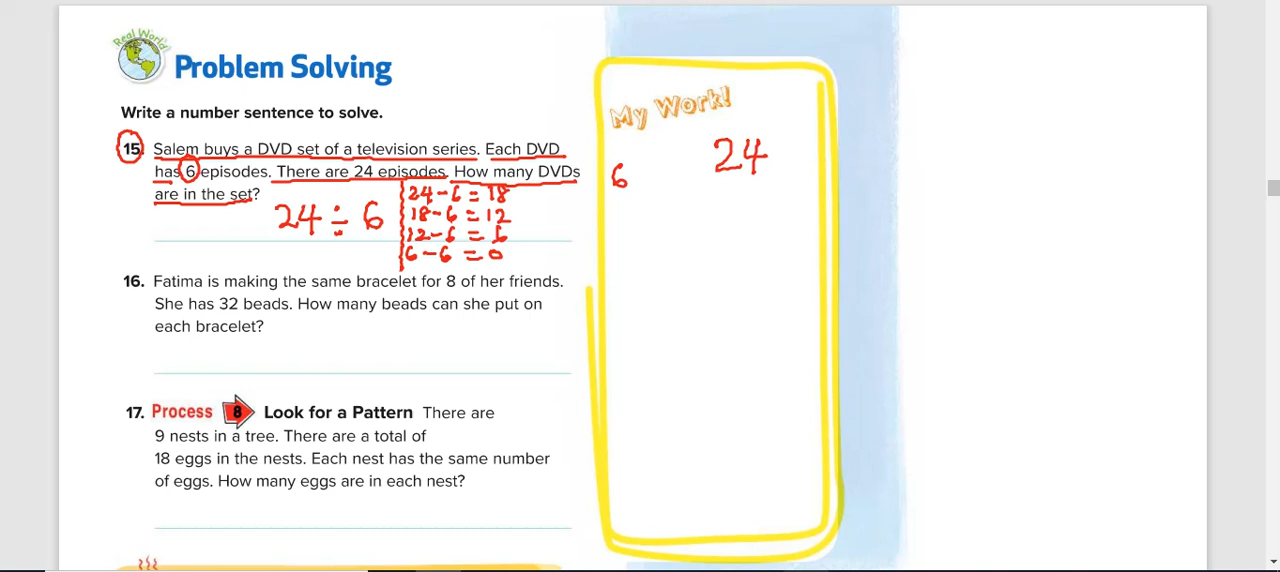 Real World!
Problem Solving
Write a number sentence to solve.
15. Salem buys a DVD set of a television series. Each DVD
has 6 episodes. There are 24 episodes. How many DVDs
are in the set?
24 ÷ 6
24 - 6 = 18
18 - 6 = 12
12 - 6 = 6
6 - 6 = 0
16. Fatima is making the same bracelet for 8 of her friends.
She has 32 beads. How many beads can she put on
each bracelet?
17. Process 8 Look for a Pattern There are
9 nests in a tree. There are a total of
18 eggs in the nests. Each nest has the same number
of eggs. How many eggs are in each nest?
My Work!
24
6